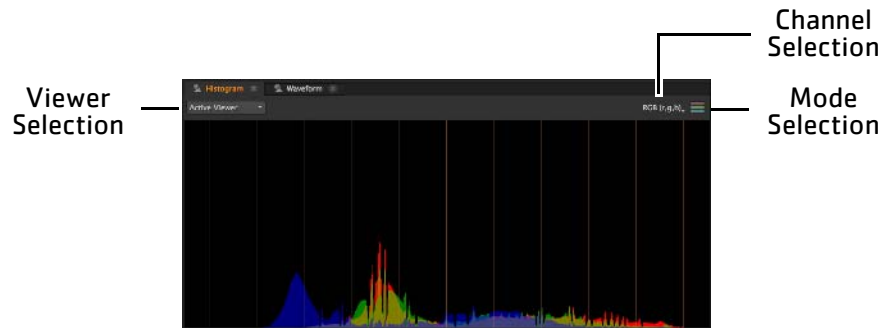 Channel
Selection
Histogram
Waveform
Viewer
Selection
Active Viewer
RGB (r,g,b)
Mode
Selection